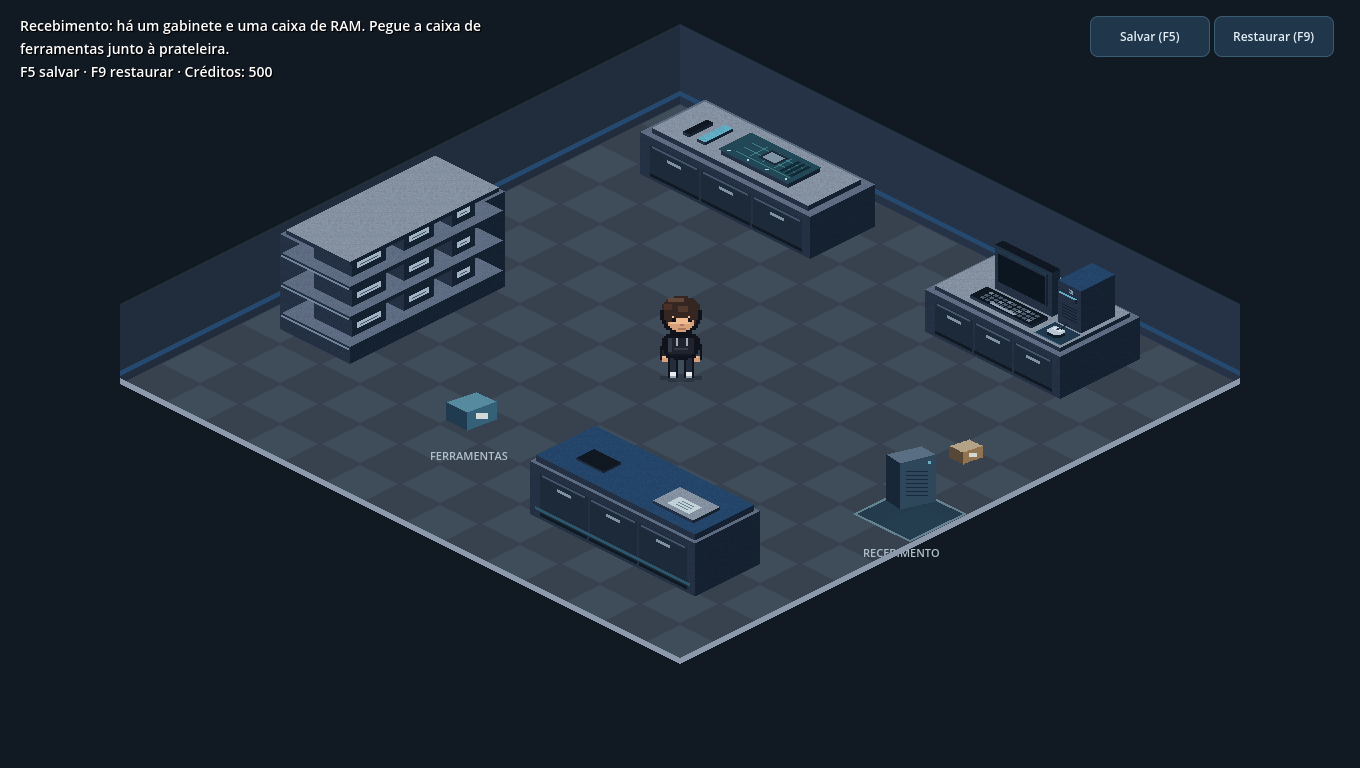 Recebimento: há um gabinete e uma caixa de RAM. Pegue a caixa de
ferramentas junto à prateleira.
F5 salvar · F9 restaurar · Créditos: 500
Salvar (F5)
Restaurar (F9)
FERRAMENTAS
RECEBIMENTO